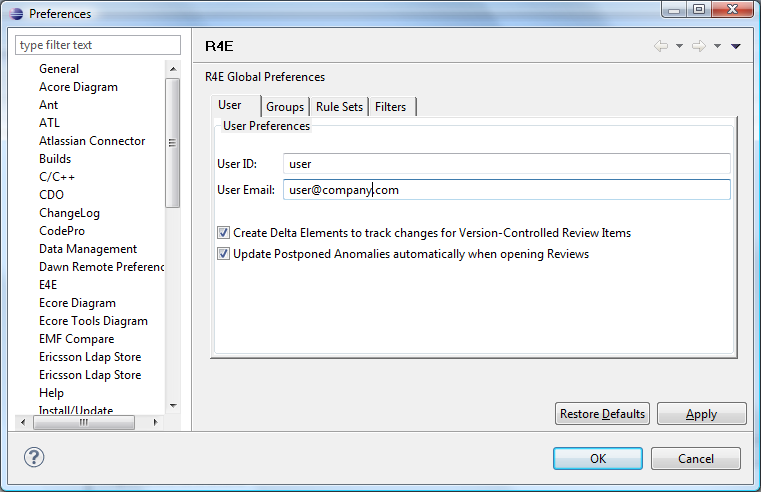 Preferences
type filter text
General
Acore Diagram
Ant
ATL
Atlassian Connector
Builds
C/C++
CDO
ChangeLog
CodePro
Data Management
Dawn Remote Preferenc
E4E
Ecore Diagram
Ecore Tools Diagram
EMF Compare
Ericsson Ldap Store
Ericsson Ldap Store
Help
Install/Update
R4E
R4E Global Preferences
User Groups Rule Sets Filters
User Preferences
User ID: user
User Email: user@company.com
Create Delta Elements to track changes for Version-Controlled Review Items
Update Postponed Anomalies automatically when opening Reviews
Restore Defaults Apply
? OK Cancel